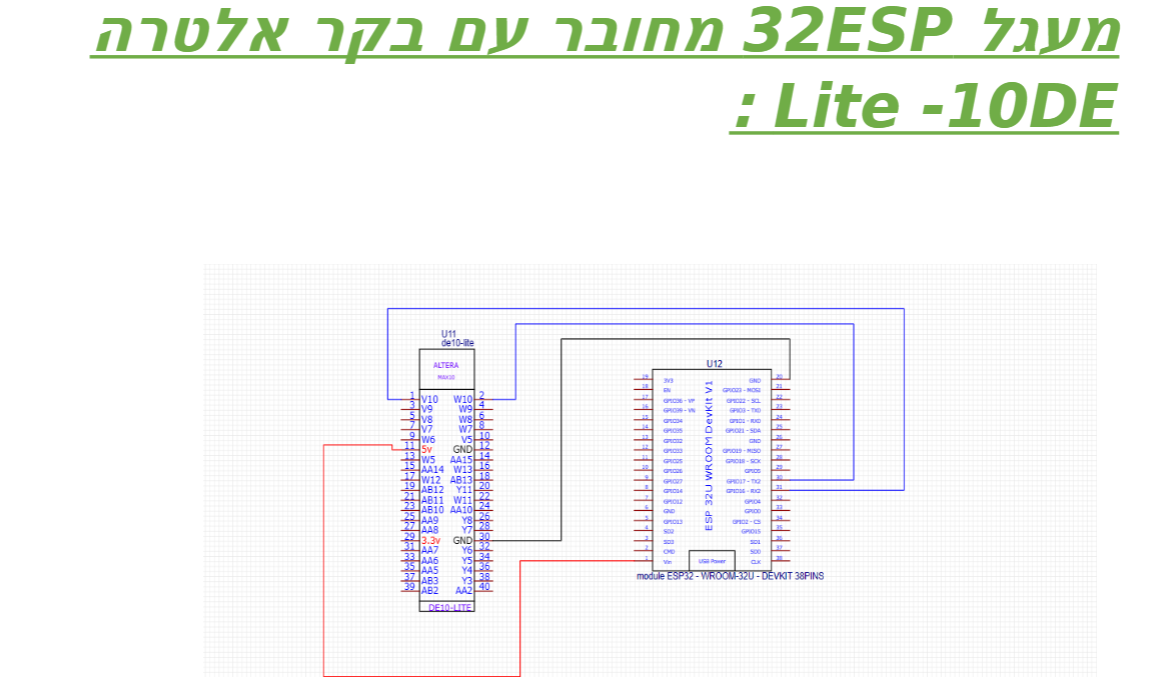 מעגל 32ESP מחובר עם בקר אלטרה
10DE- Lite :
U11
de10-lite
ALTERA
MAX10
1 V10 W10 2
3 V9 W9 4
5 V8 W8 6
7 V7 W7 8
9 W6 V5 10
11 5v GND 12
13 W5 AA15 14
15 AA14 W13 16
17 W12 AB13 18
19 AB12 Y11 20
21 AB11 W11 22
23 AB10 AA10 24
25 AA9 Y8 26
27 AA8 Y7 28
29 3.3v GND 30
31 AA7 Y6 32
33 AA6 Y5 34
35 AA5 Y4 36
37 AB3 Y3 38
39 AB2 AA2 40
DE10-LITE
U12
ESP 32U WROOM DevKit V1
19 3V3 GND 20
18 EN GPIO23 - MOSI 21
17 GPIO36 - VP GPIO22 - SCL 22
16 GPIO39 - VN GPIO3 - TX0 23
15 GPIO34 GPIO1 - RX0 24
14 GPIO35 GPIO21 - SDA 25
13 GPIO32 GND 26
12 GPIO33 GPIO19 - MISO 27
11 GPIO25 GPIO18 - SCK 28
10 GPIO26 GPIO5 29
9 GPIO27 GPIO17 - TX2 30
8 GPIO14 GPIO16 - RX2 31
7 GPIO12 GPIO4 32
6 GND GPIO0 33
5 GPIO13 GPIO2 - CS 34
4 SD2 GPIO15 35
3 SD3 SD1 36
2 CMD SD0 37
1 Vin USB Power CLK 38
module ESP32 - WROOM-32U - DEVKIT 38PINS